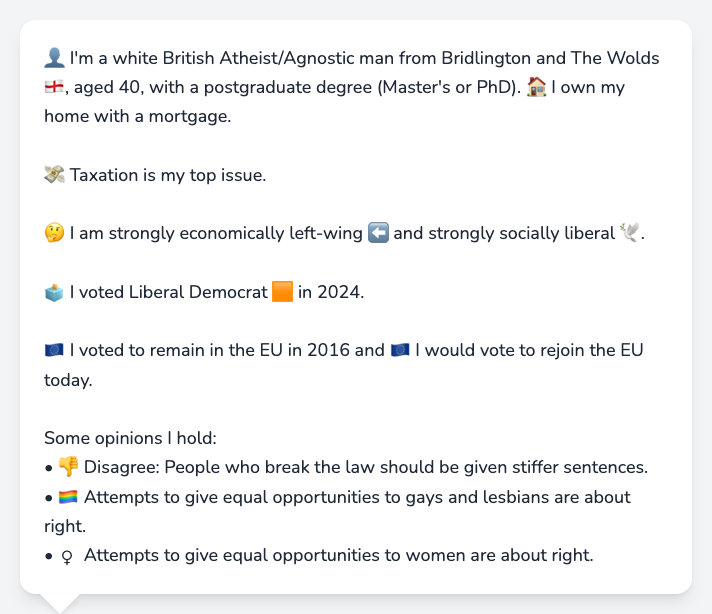 👤 I'm a white British Atheist/Agnostic man from Bridlington and The Wolds
🏴󠁧󠁢󠁥󠁮󠁧󠁿, aged 40, with a postgraduate degree (Master's or PhD). 🏠 I own my
home with a mortgage.
💸 Taxation is my top issue.
🤔 I am strongly economically left-wing ⬅️ and strongly socially liberal 🕊️.
🗳️ I voted Liberal Democrat 🟧 in 2024.
🇪🇺 I voted to remain in the EU in 2016 and 🇪🇺 I would vote to rejoin the EU
today.
Some opinions I hold:
• 👎 Disagree: People who break the law should be given stiffer sentences.
• 🏳️‍🌈 Attempts to give equal opportunities to gays and lesbians are about
right.
• ♀ Attempts to give equal opportunities to women are about right.